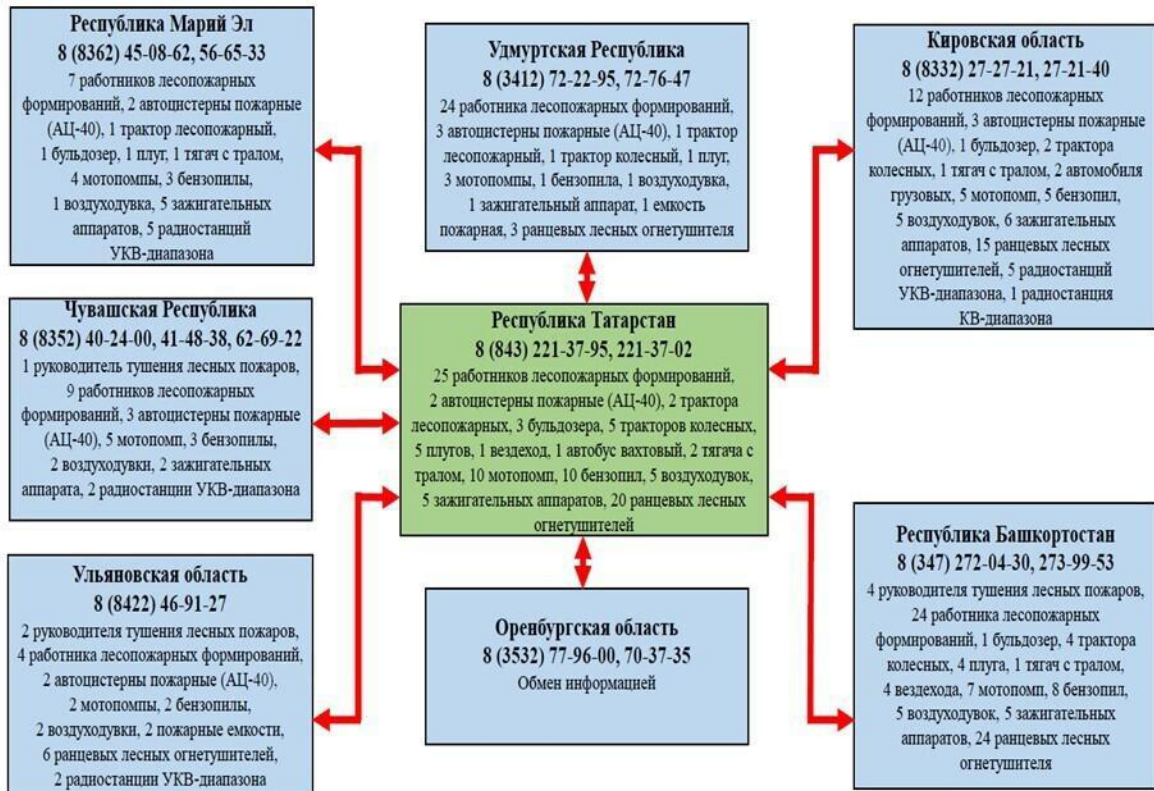 Республика Марий Эл
8 (8362) 45-08-62, 56-65-33
7 работников лесопожарных
формирований, 2 автоцистерны пожарные
(АЦ-40), 1 трактор лесопожарный,
1 бульдозер, 1 плуг, 1 тягач с тралом,
4 мотопомпы, 3 бензопилы,
1 воздуходувка, 5 зажигательных
аппаратов, 5 радиостанций
УКВ-диапазона
Удмуртская Республика
8 (3412) 72-22-95, 72-76-47
24 работника лесопожарных формирований,
3 автоцистерны пожарные (АЦ-40), 1 трактор
лесопожарный, 1 трактор колесный, 1 плуг,
3 мотопомпы, 1 бензопила, 1 воздуходувка,
1 зажигательный аппарат, 1 емкость
пожарная, 3 ранцевых лесных огнетушителя
Кировская область
8 (8332) 27-27-21, 27-21-40
12 работников лесопожарных
формирований, 3 автоцистерны пожарные
(АЦ-40), 1 бульдозер, 2 трактора
колесных, 1 тягач с тралом, 2 автомобиля
грузовых, 5 мотопомп, 5 бензопил,
5 воздуходувок, 6 зажигательных
аппаратов, 15 ранцевых лесных
огнетушителей, 5 радиостанций
УКВ-диапазона, 1 радиостанция
КВ-диапазона
Чувашская Республика
8 (8352) 40-24-00, 41-48-38, 62-69-22
1 руководитель тушения лесных пожаров,
9 работников лесопожарных
формирований, 3 автоцистерны пожарные
(АЦ-40), 5 мотопомп, 3 бензопилы,
2 воздуходувки, 2 зажигательных
аппарата, 2 радиостанции УКВ-диапазона
Республика Татарстан
8 (843) 221-37-95, 221-37-02
25 работников лесопожарных формирований,
2 автоцистерны пожарные (АЦ-40), 2 трактора
лесопожарных, 3 бульдозера, 5 тракторов колесных,
5 плугов, 1 вездеход, 1 автобус вахтовый, 2 тягача с
тралом, 10 мотопомп, 10 бензопил, 5 воздуходувок,
5 зажигательных аппаратов, 20 ранцевых лесных
огнетушителей
Ульяновская область
8 (8422) 46-91-27
2 руководителя тушения лесных пожаров,
4 работника лесопожарных формирований,
2 автоцистерны пожарные (АЦ-40),
2 мотопомпы, 2 бензопилы,
2 воздуходувки, 2 пожарные емкости,
6 ранцевых лесных огнетушителей,
2 радиостанции УКВ-диапазона
Оренбургская область
8 (3532) 77-96-00, 70-37-35
Обмен информацией
Республика Башкортостан
8 (347) 272-04-30, 273-99-53
4 руководителя тушения лесных пожаров,
24 работника лесопожарных
формирований, 1 бульдозер, 4 трактора
колесных, 4 плуга, 1 тягач с тралом,
4 вездехода, 7 мотопомп, 8 бензопил,
5 воздуходувок, 5 зажигательных
аппаратов, 24 ранцевых лесных
огнетушителя